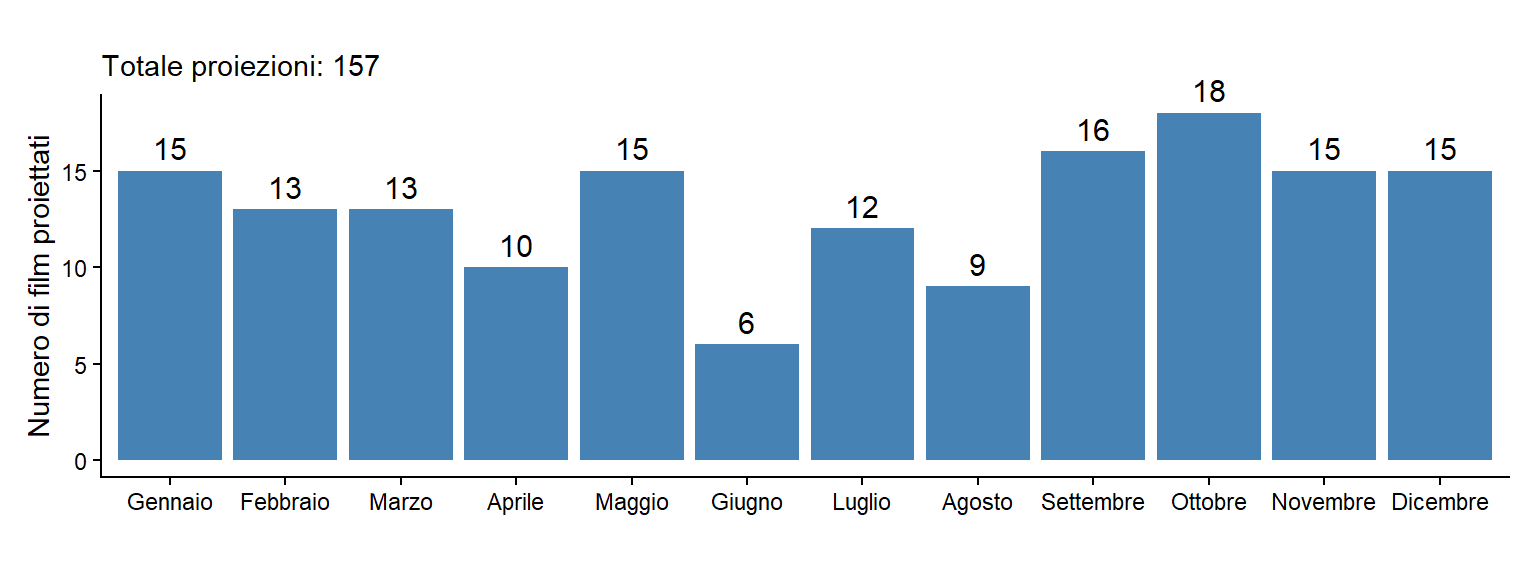 Totale proiezioni: 157
Numero di film proiettati
15
10
5
0
15
13
13
10
15
6
12
9
16
18
15
15
Gennaio
Febbraio
Marzo
Aprile
Maggio
Giugno
Luglio
Agosto
Settembre
Ottobre
Novembre
Dicembre